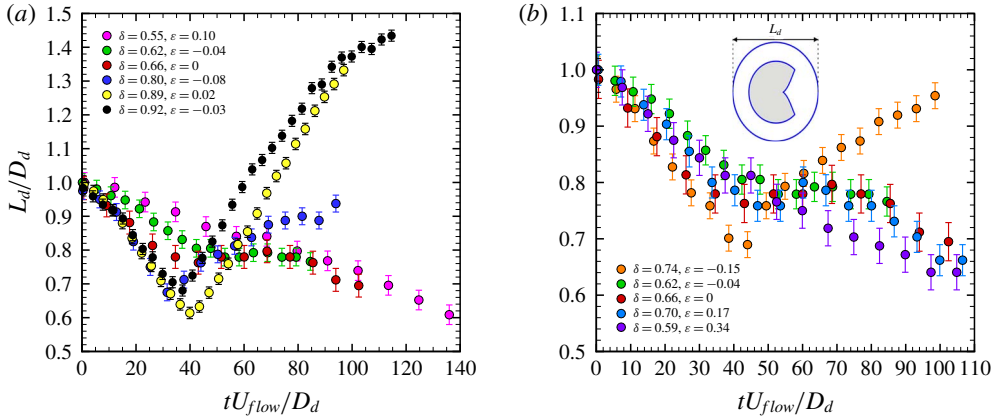 (a)
1.5
1.4
1.3
1.2
1.1
1.0
0.9
0.8
0.7
0.6
0.5
L_d/D_d
δ = 0.55, ε = 0.10
δ = 0.62, ε = −0.04
δ = 0.66, ε = 0
δ = 0.80, ε = −0.08
δ = 0.89, ε = 0.02
δ = 0.92, ε = −0.03
0 20 40 60 80 100 120 140
tU_flow/D_d
(b)
1.1
1.0
0.9
0.8
0.7
0.6
0.5
L_d
δ = 0.74, ε = −0.15
δ = 0.62, ε = −0.04
δ = 0.66, ε = 0
δ = 0.70, ε = 0.17
δ = 0.59, ε = 0.34
0 10 20 30 40 50 60 70 80 90 100 110
tU_flow/D_d